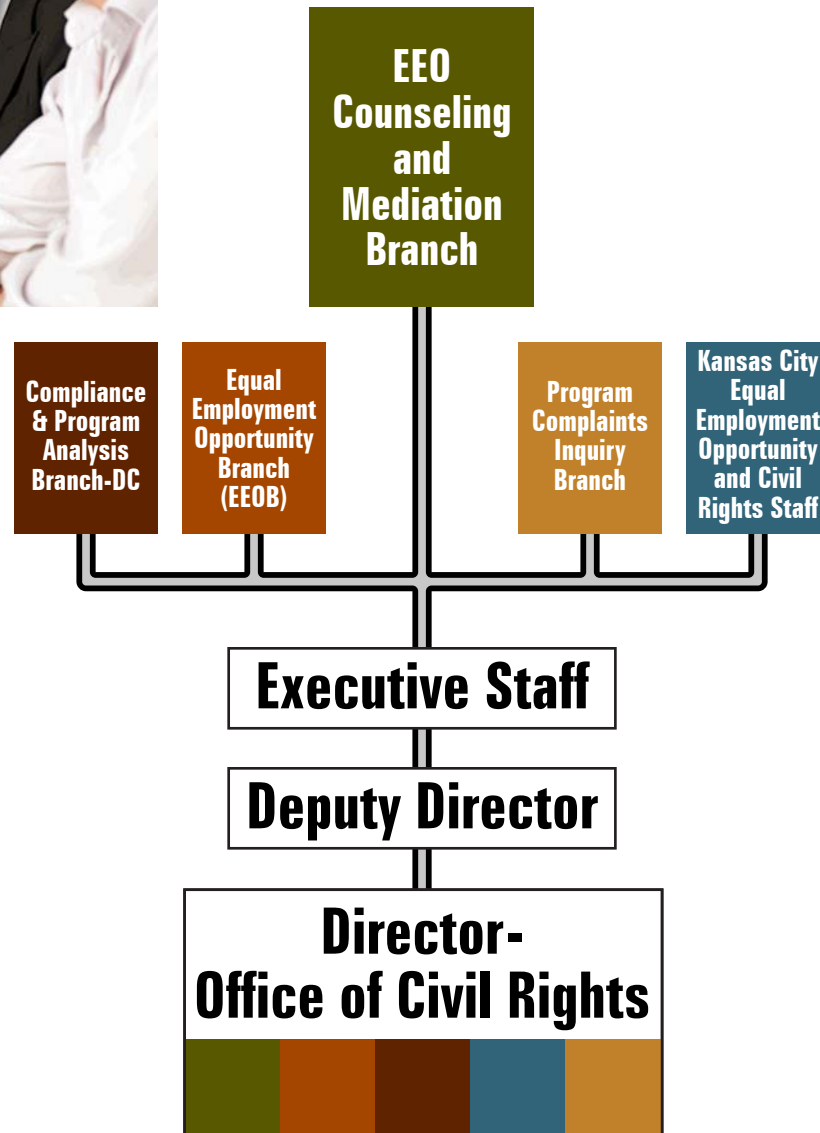 EEO
Counseling
and
Mediation
Branch
Compliance
& Program
Analysis
Branch-DC
Equal
Employment
Opportunity
Branch
(EEOB)
Program
Complaints
Inquiry
Branch
Kansas City
Equal
Employment
Opportunity
and Civil
Rights Staff
Executive Staff
Deputy Director
Director-
Office of Civil Rights